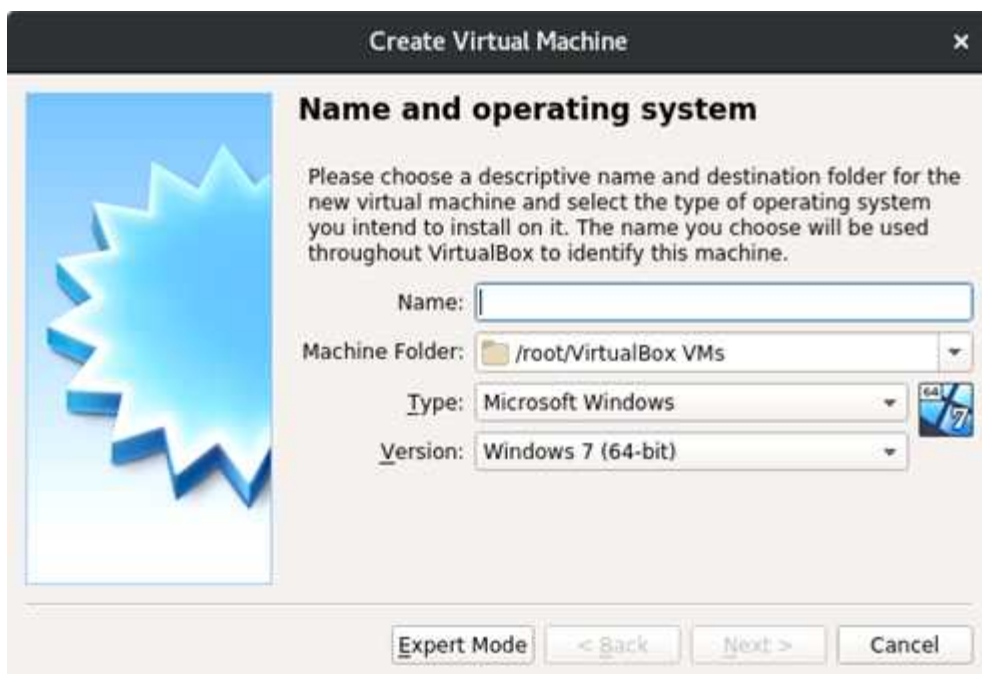 Create Virtual Machine
×
Name and operating system
Please choose a descriptive name and destination folder for the
new virtual machine and select the type of operating system
you intend to install on it. The name you choose will be used
throughout VirtualBox to identify this machine.
Name:
Machine Folder: /root/VirtualBox VMs
Type: Microsoft Windows
64
7
Version: Windows 7 (64-bit)
Expert Mode < Back Next > Cancel